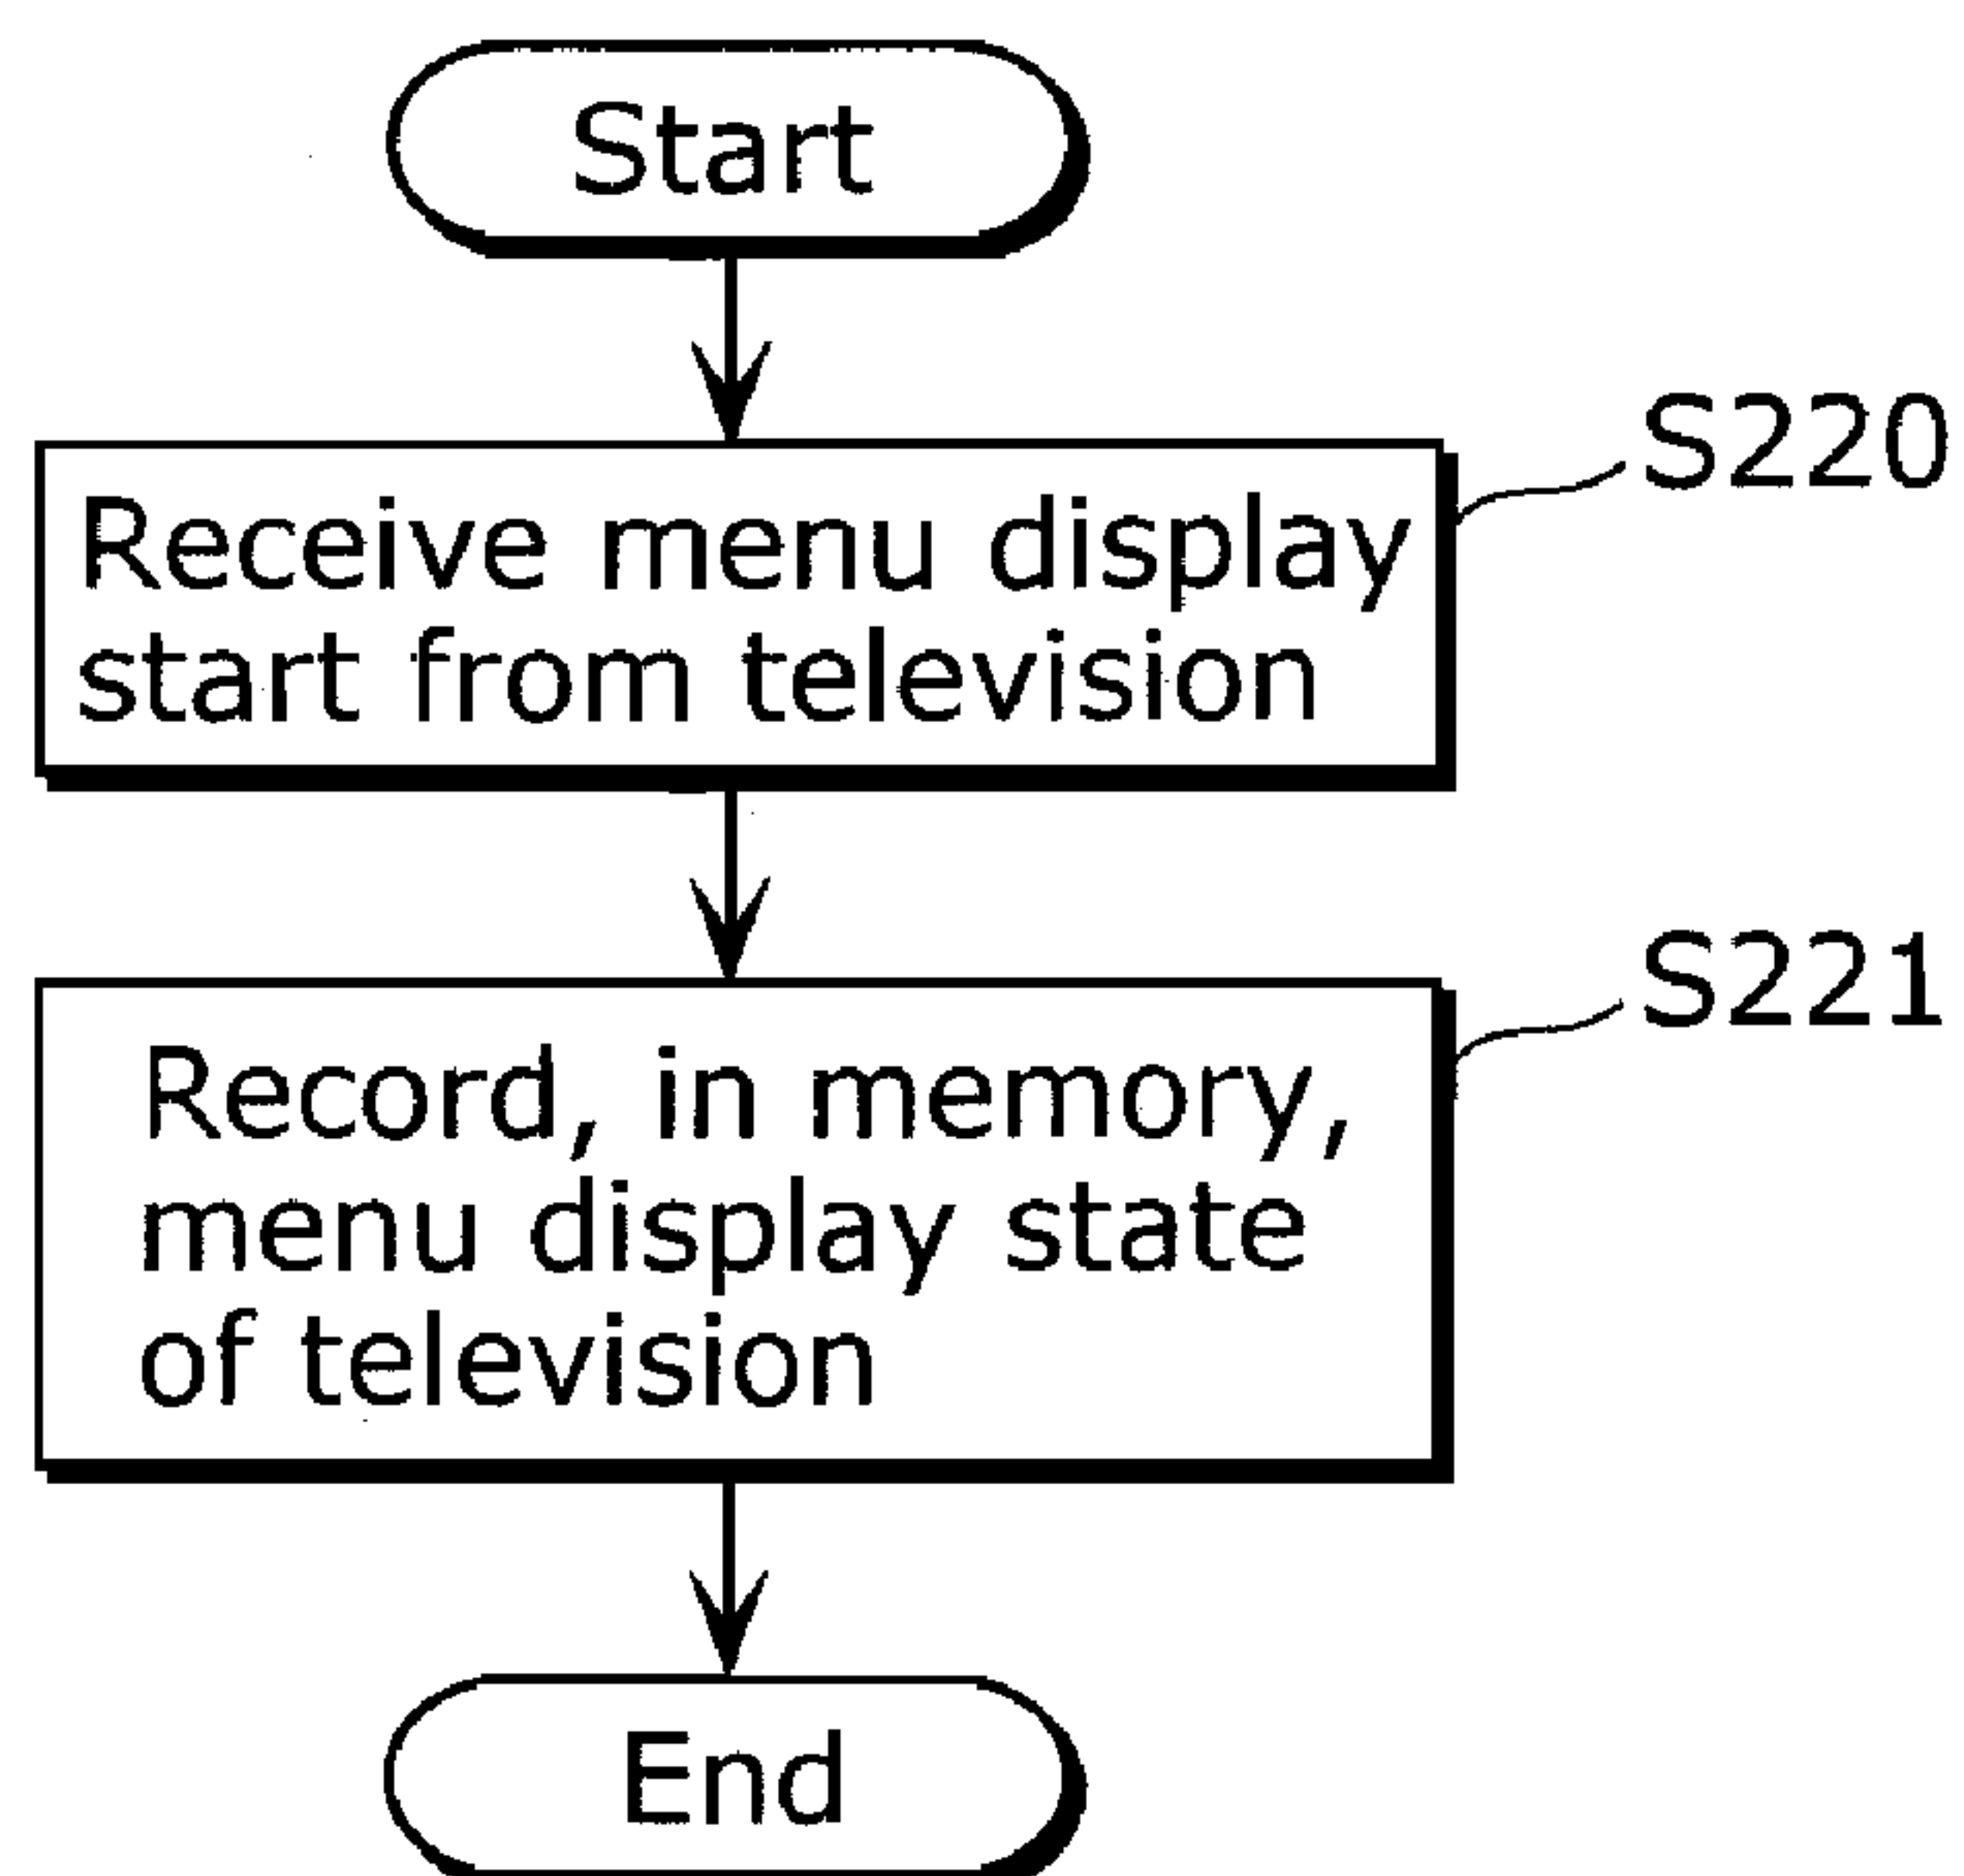 Start
S220
Receive menu display
start from television
S221
Record, in memory,
menu display state
of television
End